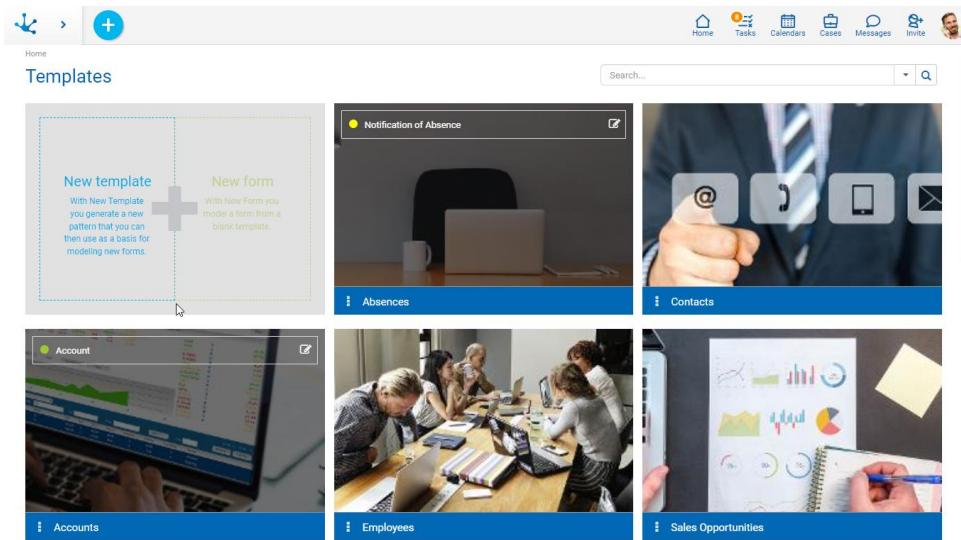 8
Home
Tasks
Calendars
Cases
Messages
Invite
Home
Templates
Search...
New template
With New Template
you generate a new
pattern that you can
then use as a basis for
modeling new forms.
New form
With New Form you
model a form from a
blank template.
Notification of Absence
@
Absences
Contacts
Account
Accounts
Employees
Sales Opportunities